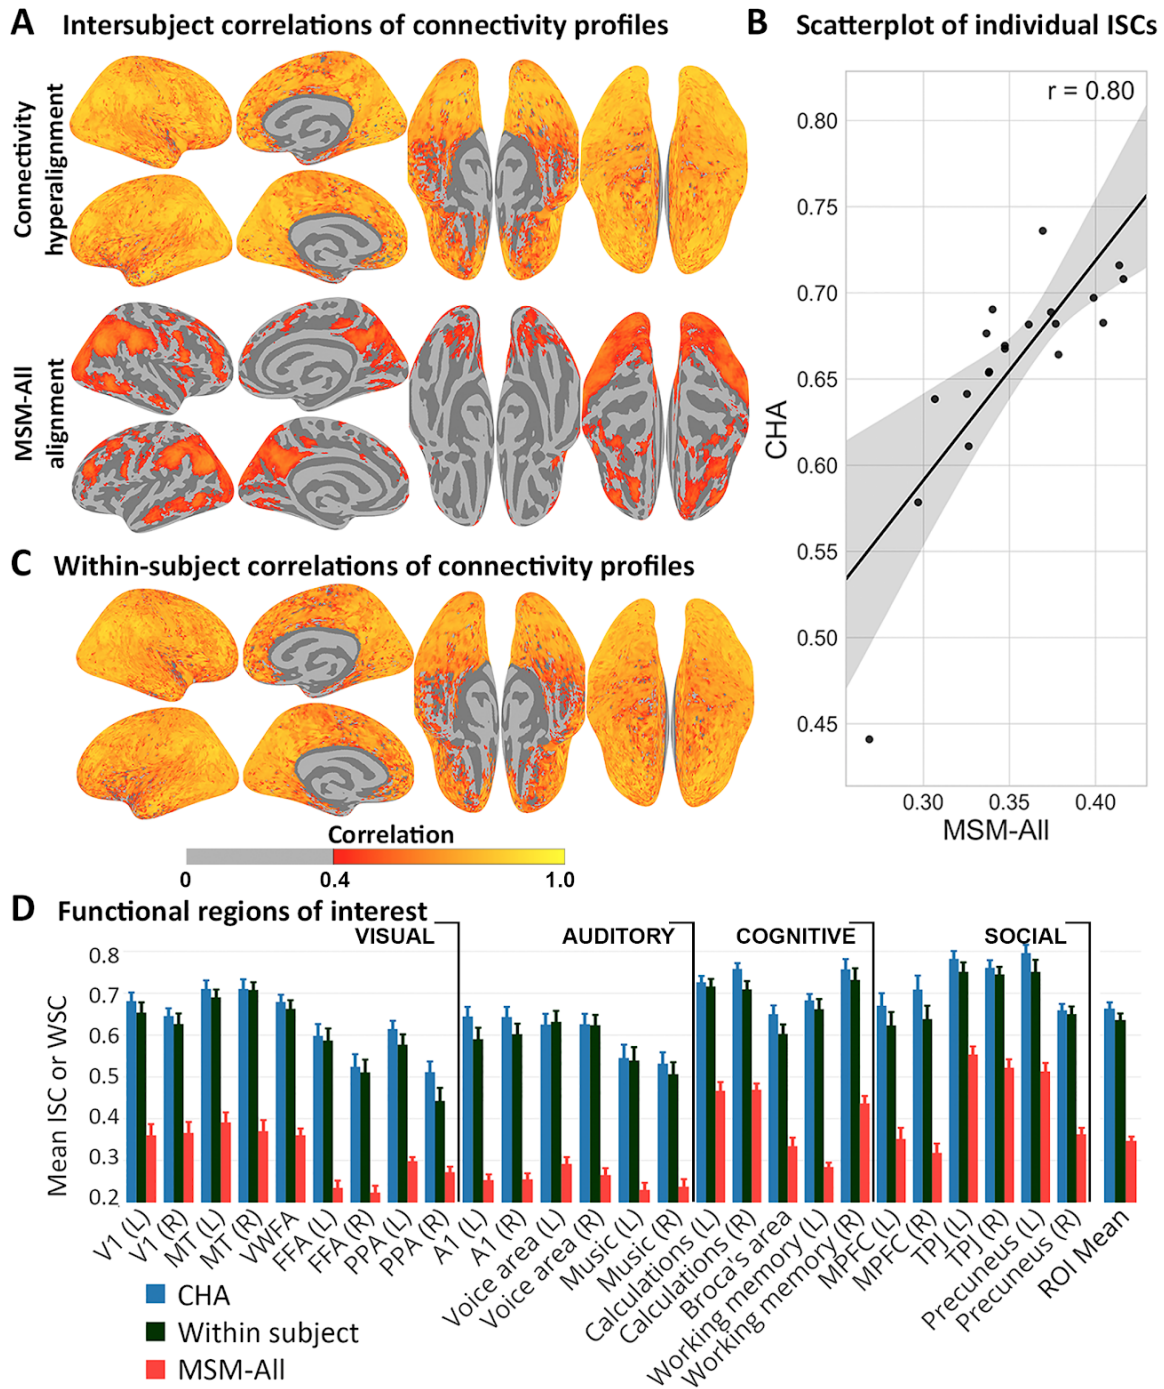 A Intersubject correlations of connectivity profiles
Connectivity
hyperalignment
MSM-All
alignment
B Scatterplot of individual ISCs
r = 0.80
0.80
0.75
0.70
0.65
0.60
0.55
0.50
0.45
CHA
0.30 0.35 0.40
MSM-All
C Within-subject correlations of connectivity profiles
Correlation
0 0.4 1.0
D Functional regions of interest
VISUAL AUDITORY COGNITIVE SOCIAL
Mean ISC or WSC
0.8
0.7
0.6
0.5
0.4
0.3
0.2
V1 (L)
V1 (R)
MT (L)
MT (R)
VWFA
FFA (L)
FFA (R)
PPA (L)
PPA (R)
A1 (L)
A1 (R)
Voice area (L)
Voice area (R)
Music (L)
Music (R)
Calculations (L)
Calculations (R)
Broca's area
Working memory (L)
Working memory (R)
MPFC (L)
MPFC (R)
TPJ (L)
TPJ (R)
Precuneus (L)
Precuneus (R)
ROI Mean
CHA
Within subject
MSM-All